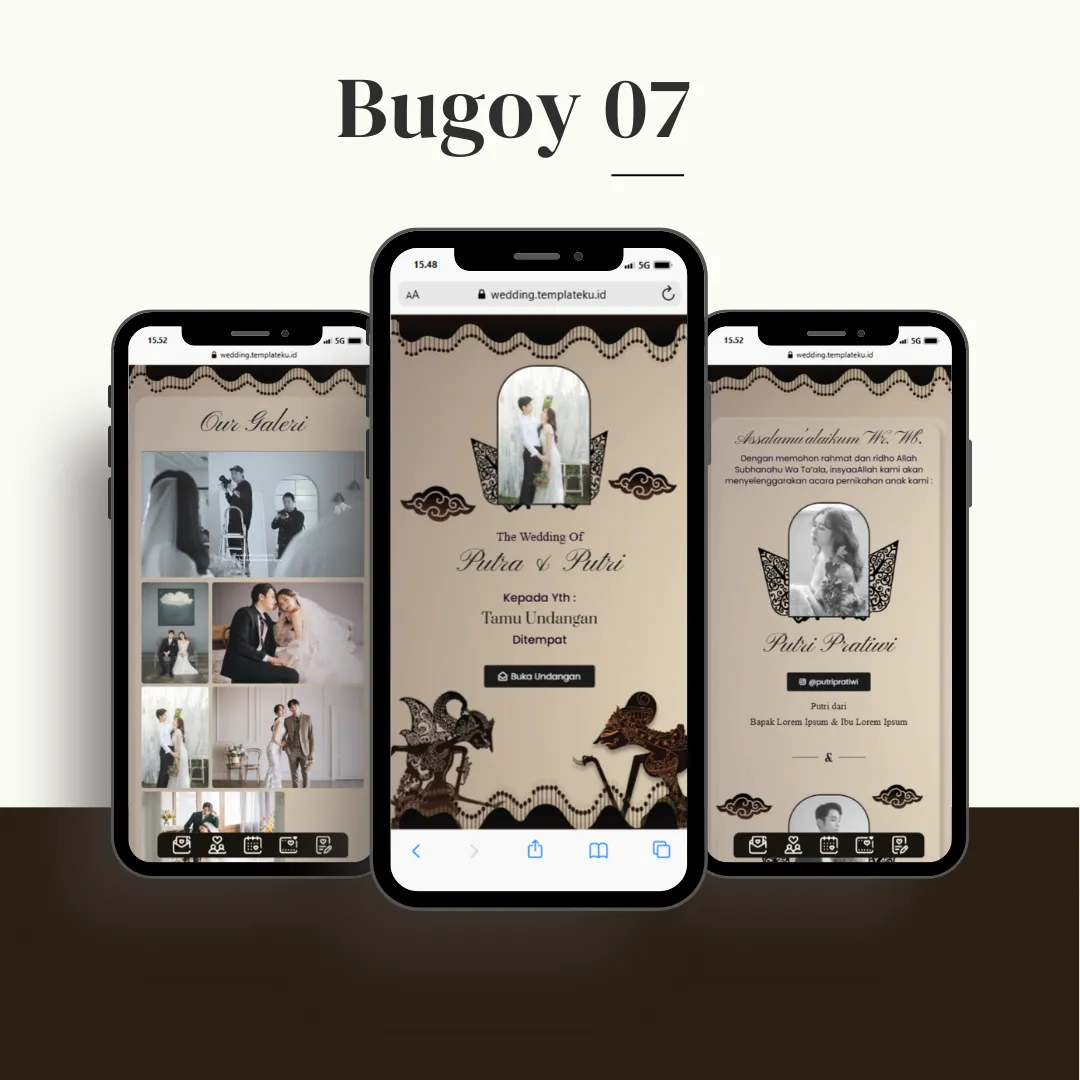 Bugoy 07
15.52
5G
wedding.templateku.id
Our Galeri
15.48
5G
AA
wedding.templateku.id
The Wedding Of
Putra & Putri
Kepada Yth :
Tamu Undangan
Ditempat
Buka Undangan
15.52
5G
wedding.templateku.id
Assalamu'alaikum Wr. Wb.
Dengan memohon rahmat dan ridho Allah
Subhanahu Wa Ta'ala, insyaaAllah kami akan
menyelenggarakan acara pernikahan anak kami :
Putri Pratiwi
@putripratiwi
Putri dari
Bapak Lorem Ipsum & Ibu Lorem Ipsum
&